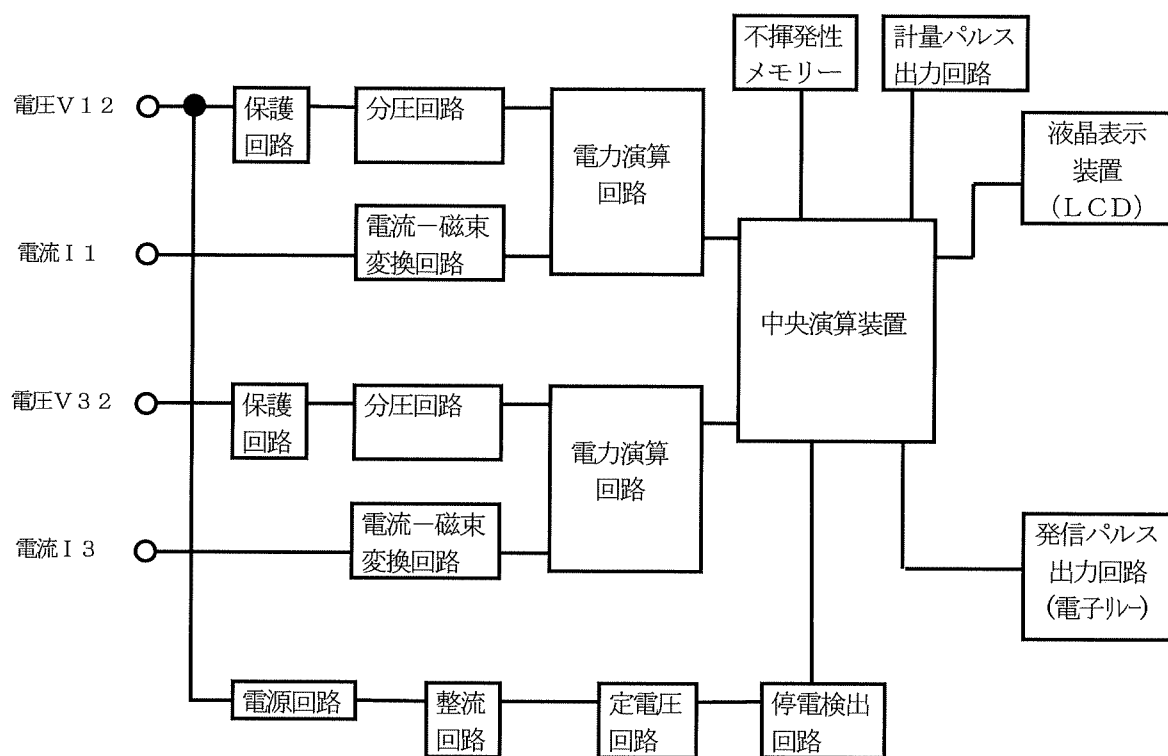 不揮発性
メモリー
計量パルス
出力回路
電圧V12
保護
回路
分圧回路
電力演算
回路
液晶表示
装置
(LCD)
電流I1
電流-磁束
変換回路
中央演算装置
電圧V32
保護
回路
分圧回路
電力演算
回路
電流I3
電流-磁束
変換回路
発信パルス
出力回路
(電子リレー)
電源回路
整流
回路
定電圧
回路
停電検出
回路